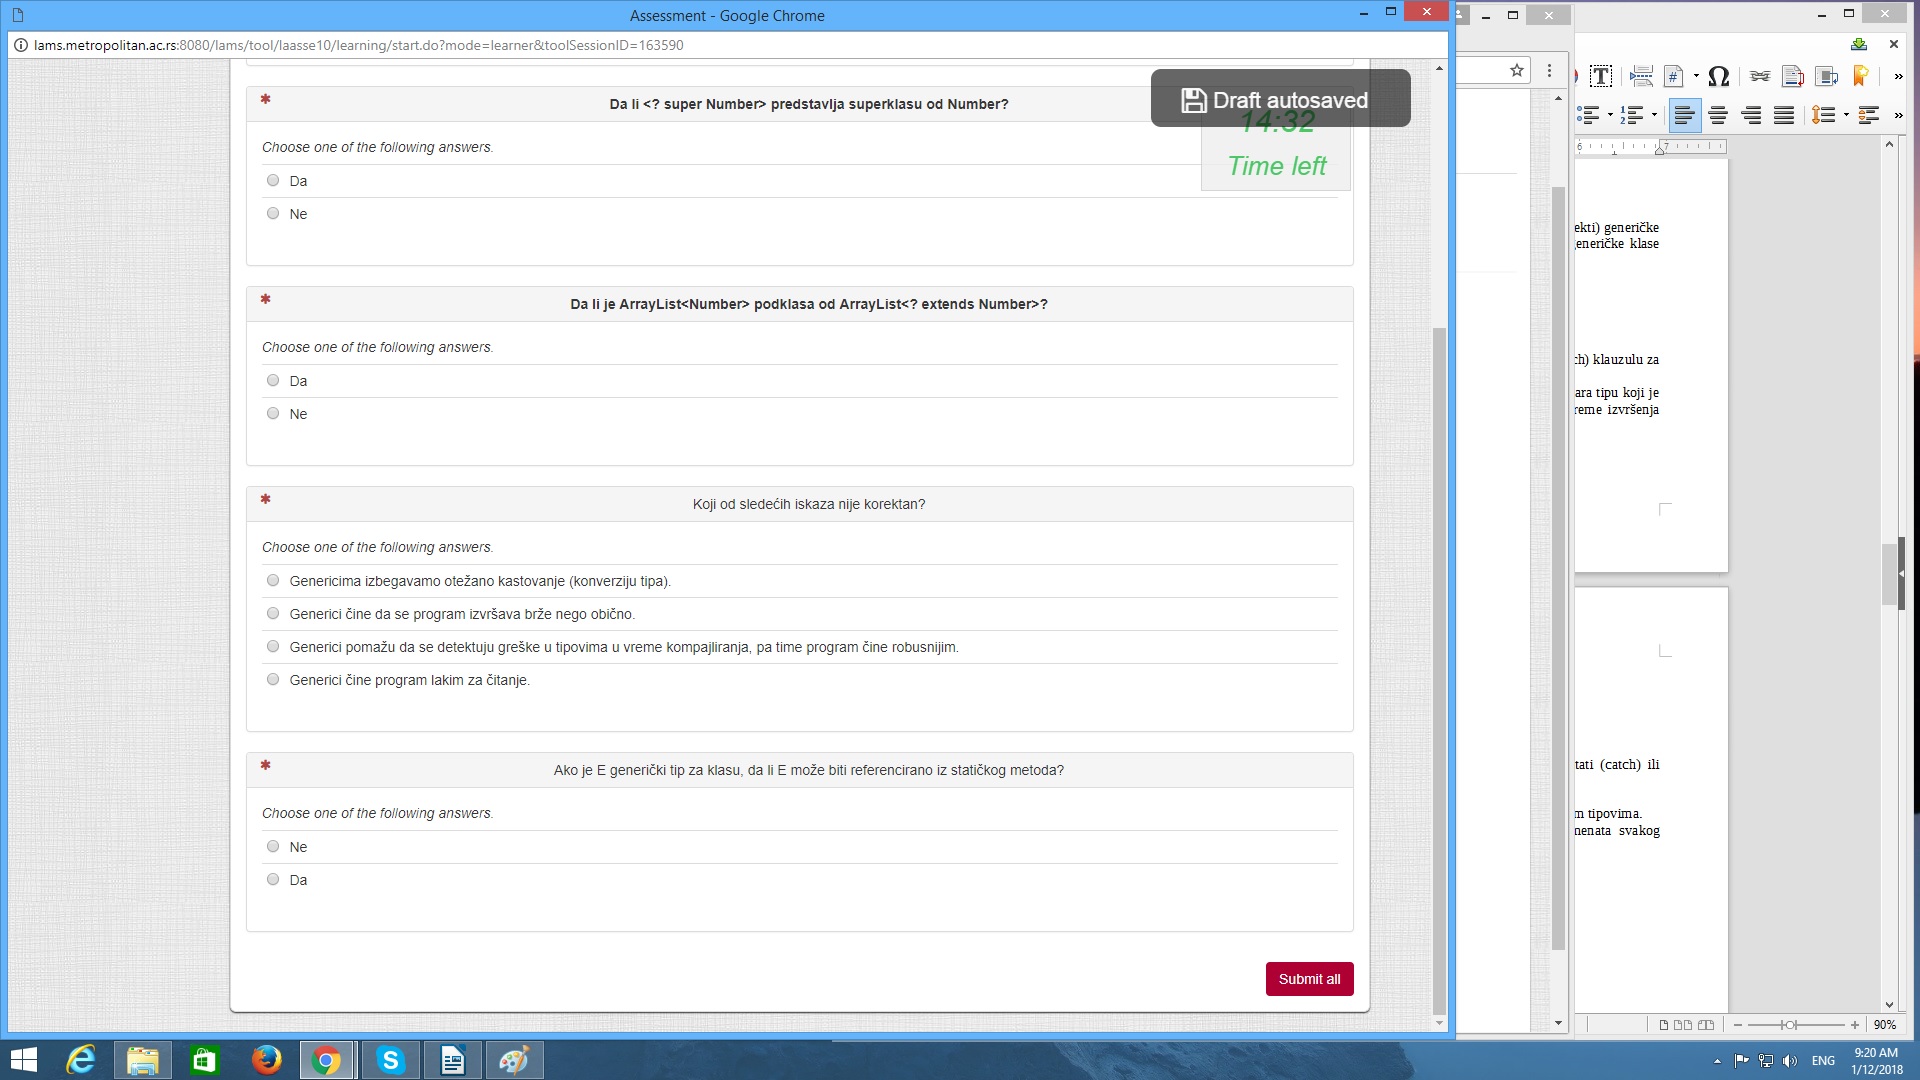 Assessment - Google Chrome
lams.metropolitan.ac.rs:8080/lams/tool/laasse10/learning/start.do?mode=learner&toolSessionID=163590
Draft autosaved
14:32
Time left
* Da li <? super Number> predstavlja superklasu od Number?
Choose one of the following answers.
Da
Ne
* Da li je ArrayList<Number> podklasa od ArrayList<? extends Number>?
Choose one of the following answers.
Da
Ne
* Koji od sledećih iskaza nije korektan?
Choose one of the following answers.
Genericima izbegavamo otežano kastovanje (konverziju tipa).
Generici čine da se program izvršava brže nego obično.
Generici pomažu da se detektuju greške u tipovima u vreme kompajliranja, pa time program čine robusnijim.
Generici čine program lakim za čitanje.
* Ako je E generički tip za klasu, da li E može biti referencirano iz statičkog metoda?
Choose one of the following answers.
Ne
Da
Submit all
6 7
ekti) generičke
generičke klase
ch) klauzulu za
ara tipu koji je
reme izvršenja
tati (catch) ili
m tipovima.
menata svakog
90%
ENG
9:20 AM
1/12/2018